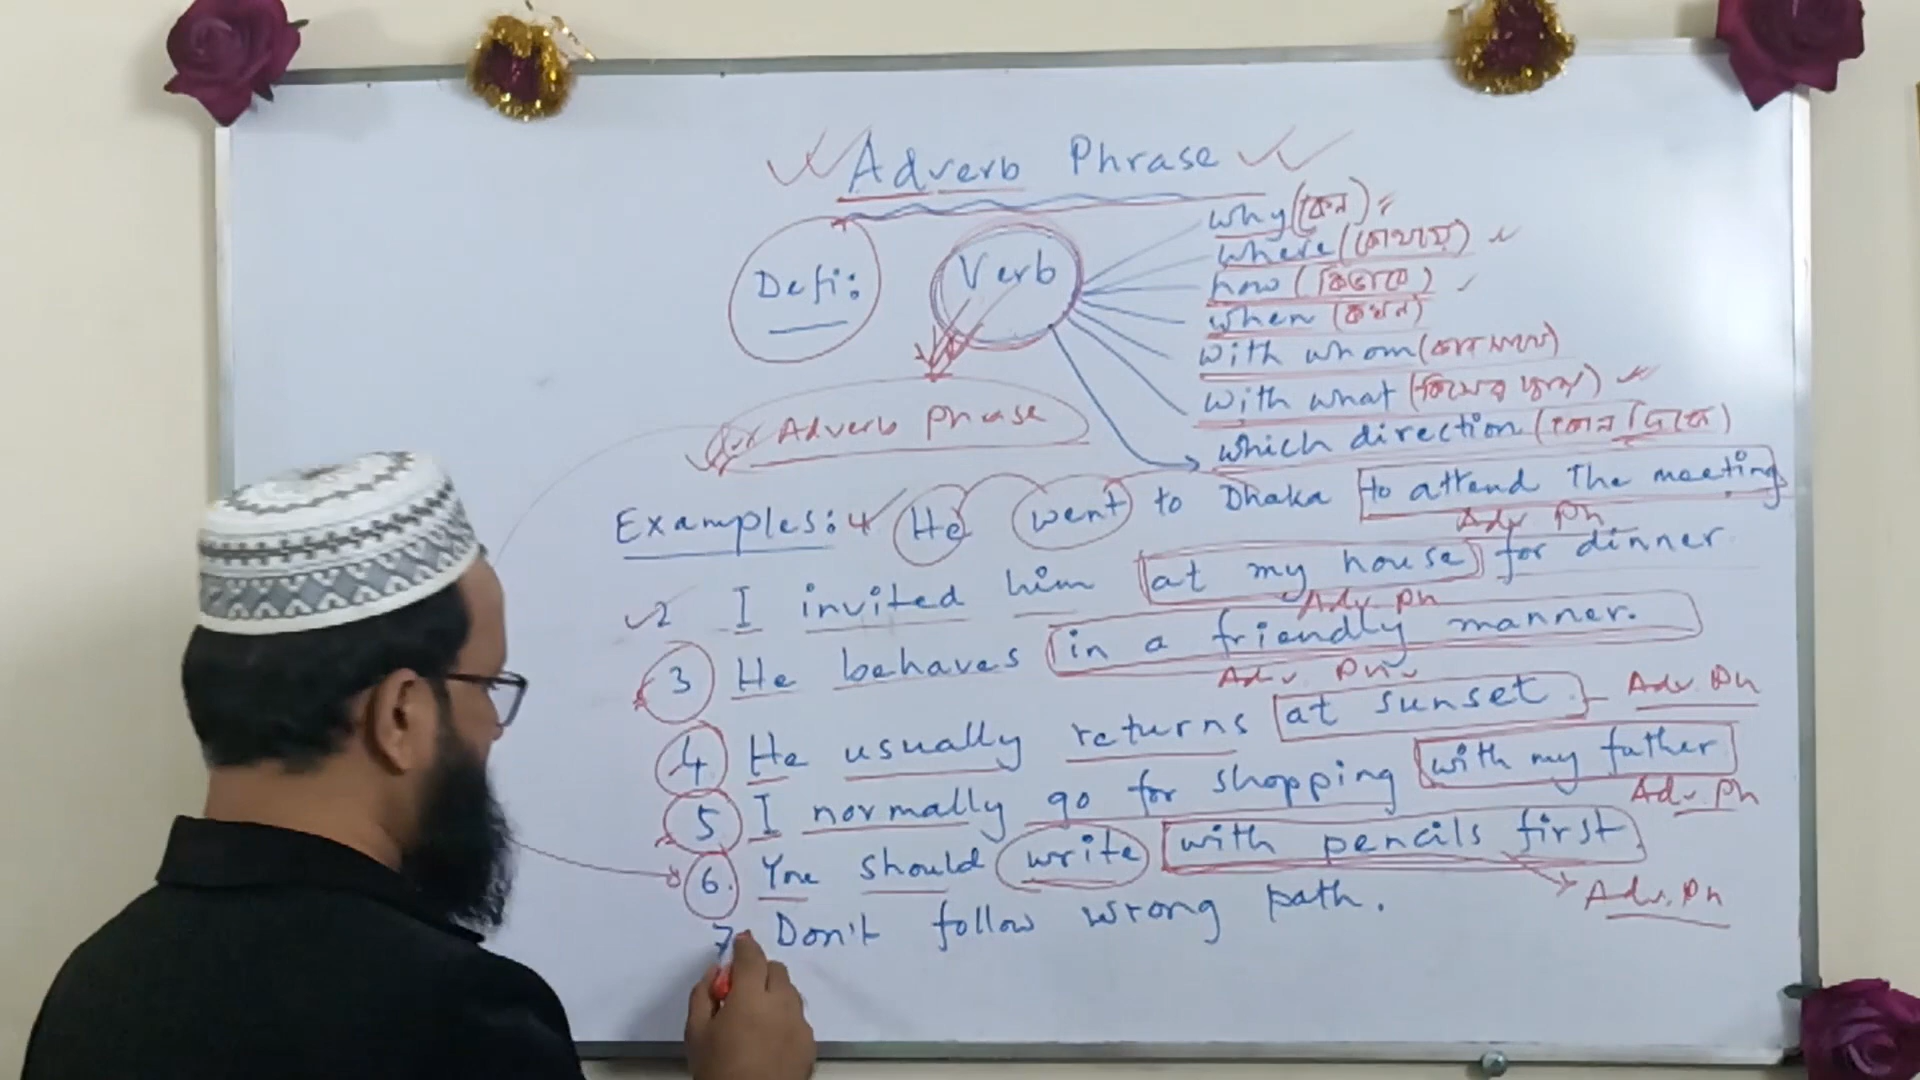 Adverb Phrase
Defi:
Verb
why (কেন)
where (কোথায়)
how (কিভাবে)
when (কখন)
with whom (কার সাথে)
with what (কিসের দ্বারা)
which direction (কোন দিকে)
Adverb phrase
Examples: He went to Dhaka to attend The meeting
Adv Ph
2 I invited him at my house for dinner
Adv Ph
3 He behaves in a friendly manner.
Adv Ph
4 He usually returns at sunset. Adv Ph
5 I normally go for shopping with my father
Adv Ph
6. You should write with pencils first
Adv. Ph
7 Don't follow wrong path.